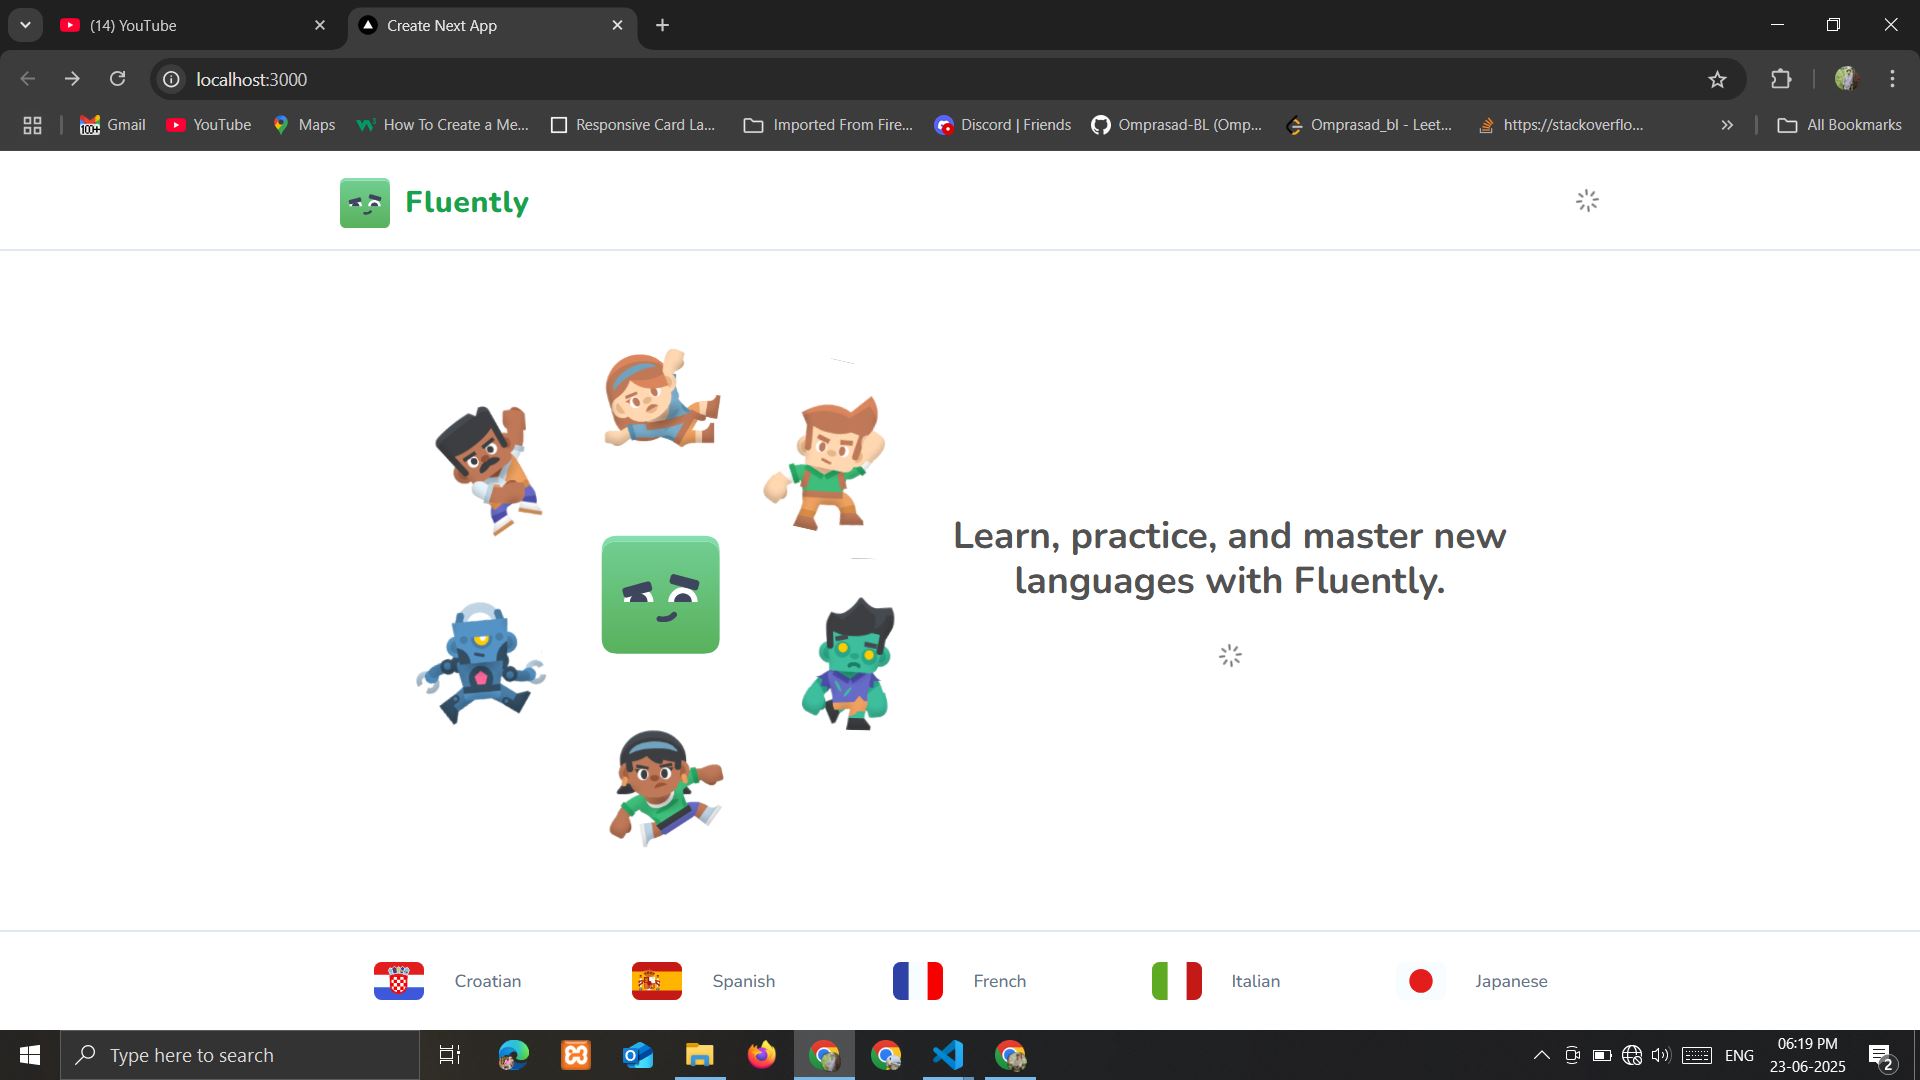 (14) YouTube
Create Next App
localhost:3000
Gmail
YouTube
Maps
How To Create a Me...
Responsive Card La...
Imported From Fire...
Discord | Friends
Omprasad-BL (Omp...
Omprasad_bl - Leet...
https://stackoverflo...
All Bookmarks
Fluently
Learn, practice, and master new
languages with Fluently.
Croatian
Spanish
French
Italian
Japanese
Type here to search
ENG
06:19 PM
23-06-2025
2